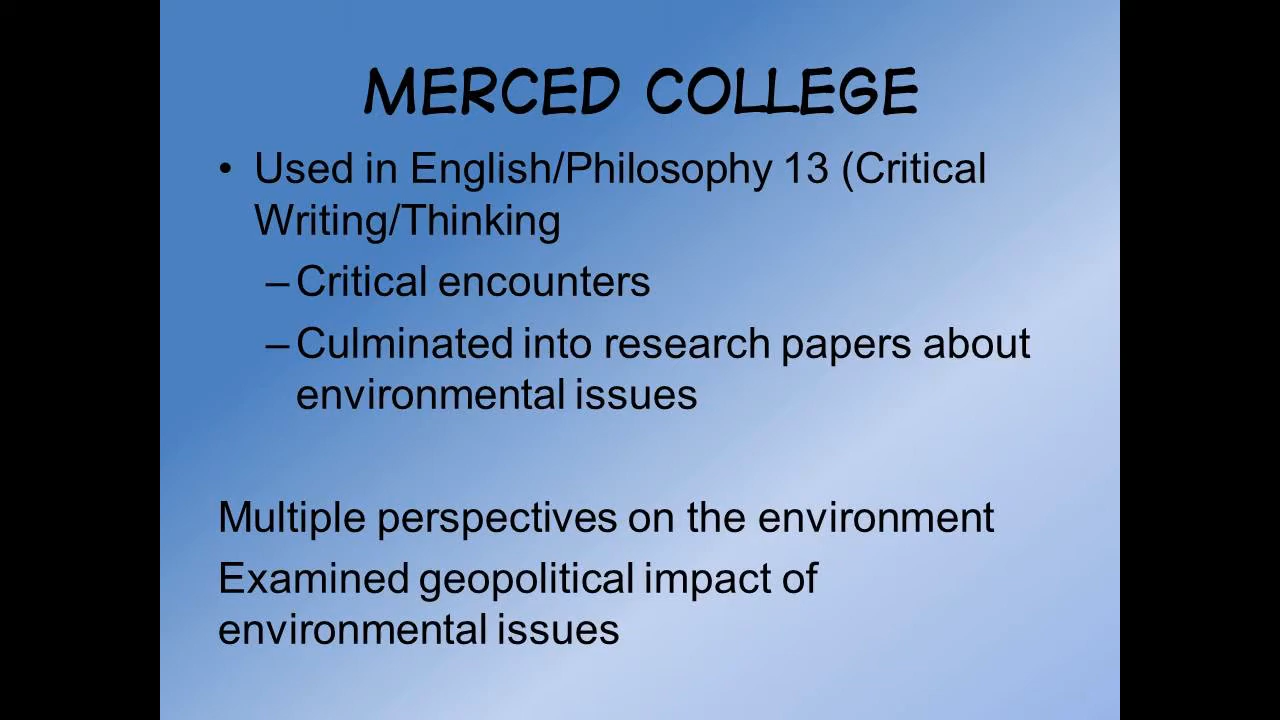 MERCED COLLEGE
• Used in English/Philosophy 13 (Critical
Writing/Thinking
–Critical encounters
–Culminated into research papers about
environmental issues
Multiple perspectives on the environment
Examined geopolitical impact of
environmental issues